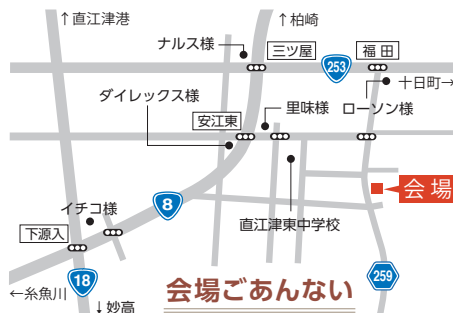 ↑直江津港
↑柏崎
ナルス様
三ツ屋
福田
253
十日町→
ダイレックス様
里味様
ローソン様
安江東
会場
イチコ様
8
直江津東中学校
下源入
18
259
←糸魚川
↓妙高
会場ごあんない